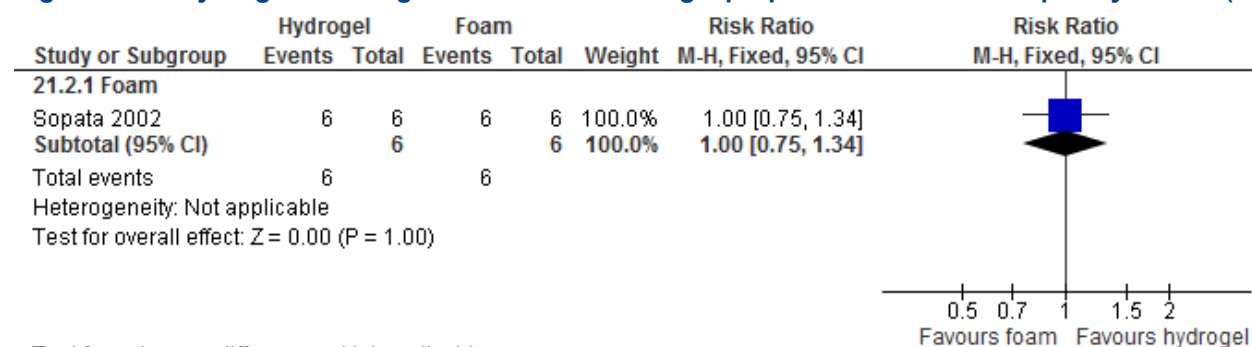 Hydrogel Foam Risk Ratio Risk Ratio
Study or Subgroup Events Total Events Total Weight M-H, Fixed, 95% CI M-H, Fixed, 95% CI
21.2.1 Foam
Sopata 2002 6 6 6 6 100.0% 1.00 [0.75, 1.34]
Subtotal (95% CI) 6 6 100.0% 1.00 [0.75, 1.34]
Total events 6 6
Heterogeneity: Not applicable
Test for overall effect: Z = 0.00 (P = 1.00)
0.5 0.7 1 1.5 2
Favours foam Favours hydrogel